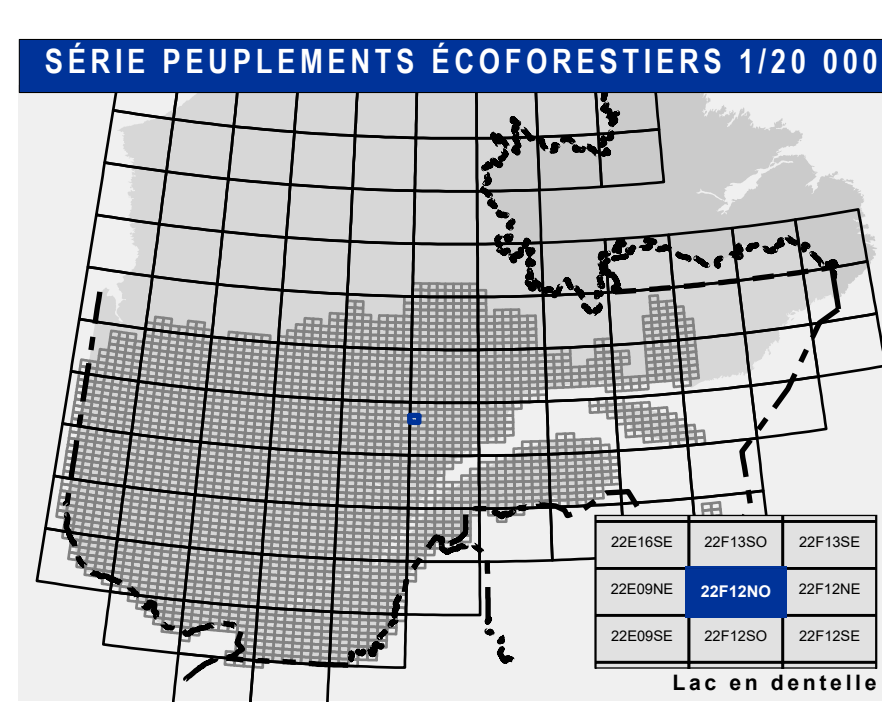 SÉRIE PEUPLEMENTS ÉCOFORESTIERS 1/20 000
22E16SE 22F13SO 22F13SE
22E09NE 22F12NO 22F12NE
22E09SE 22F12SO 22F12SE
Lac en dentelle